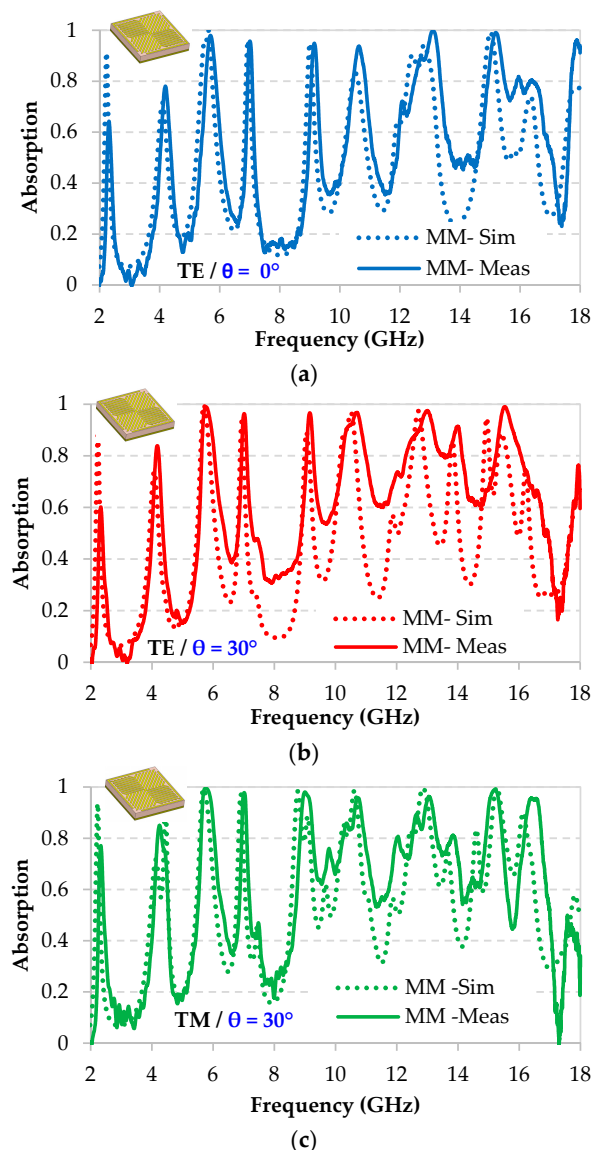 1
0.8
0.6
0.4
0.2
0
Absorption
MM- Sim
MM- Meas
TE / θ = 0°
2 4 6 8 10 12 14 16 18
Frequency (GHz)
(a)
1
0.8
0.6
0.4
0.2
0
Absorption
MM- Sim
MM- Meas
TE / θ = 30°
2 4 6 8 10 12 14 16 18
Frequency (GHz)
(b)
1
0.8
0.6
0.4
0.2
0
Absorption
MM -Sim
MM -Meas
TM / θ = 30°
2 4 6 8 10 12 14 16 18
Frequency (GHz)
(c)